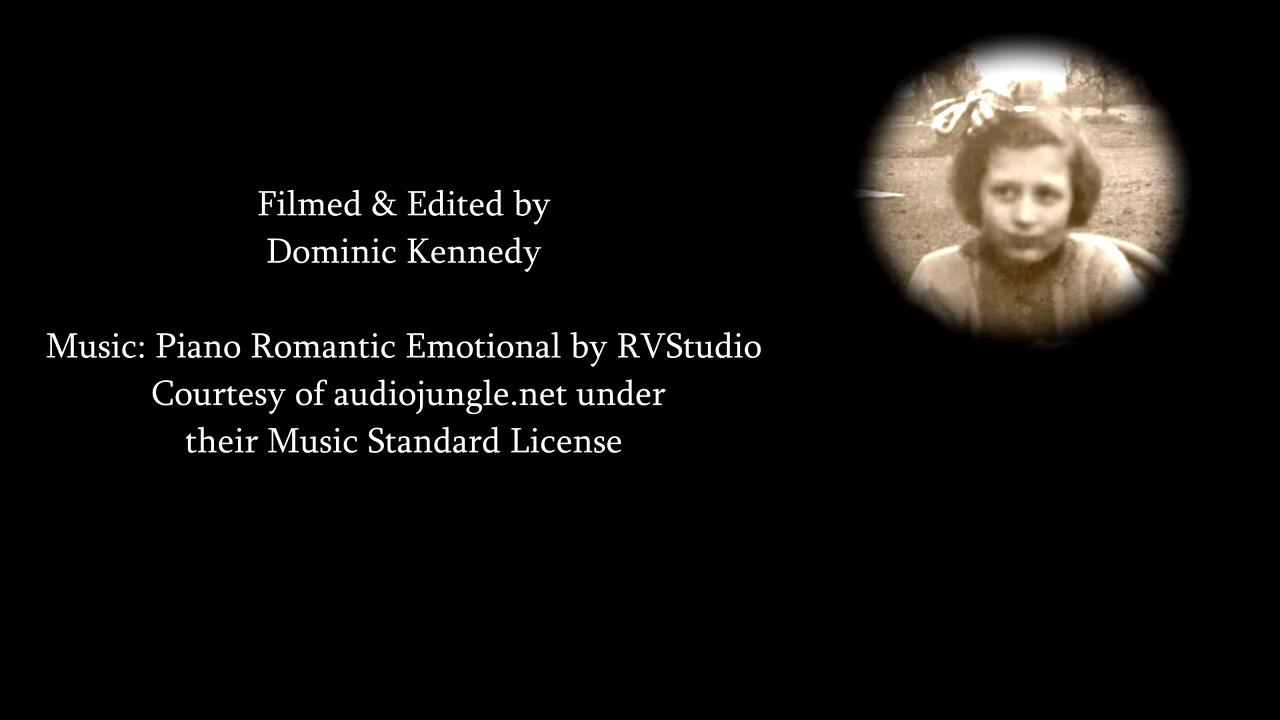 Filmed & Edited by
Dominic Kennedy
Music: Piano Romantic Emotional by RVStudio
Courtesy of audiojungle.net under
their Music Standard License